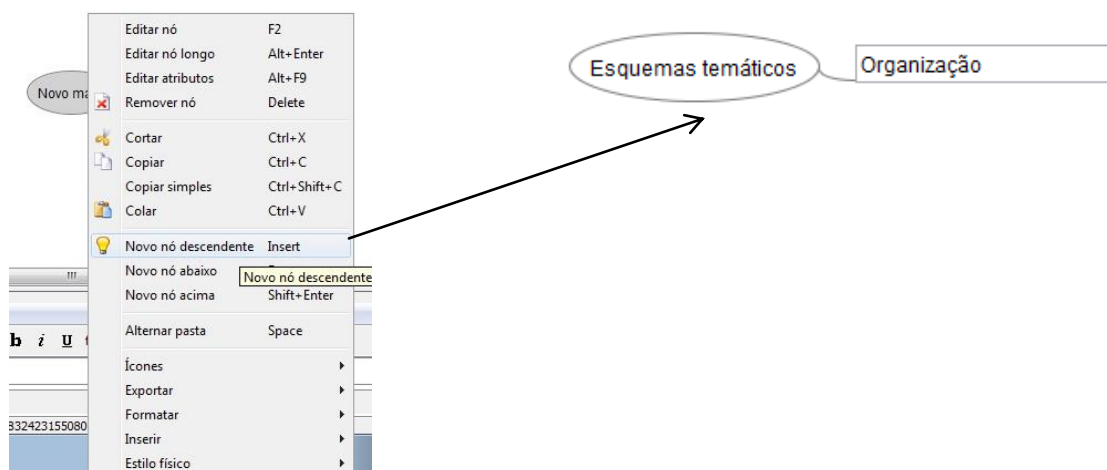 Editar nó F2
Editar nó longo Alt+Enter
Editar atributos Alt+F9
Remover nó Delete
Novo
Cortar Ctrl+X
Copiar Ctrl+C
Copiar simples Ctrl+Shift+C
Colar Ctrl+V
Novo nó descendente Insert
Novo nó abaixo
Novo nó descendente
Novo nó acima Shift+Enter
Alternar pasta Space
b i U
Ícones
Exportar
Formatar
832423155080
Inserir
Estilo físico
Esquemas temáticos
Organização